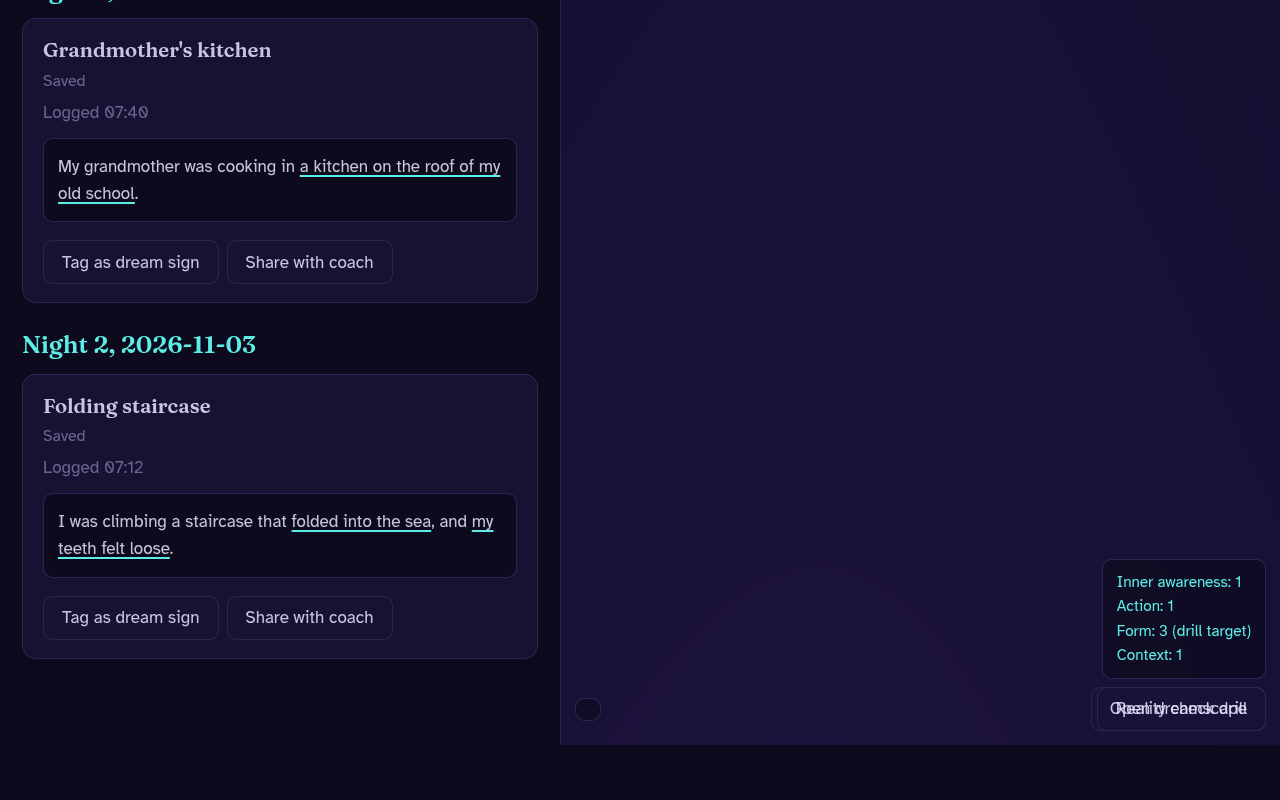 Grandmother's kitchen
Saved
Logged 07:40
My grandmother was cooking in a kitchen on the roof of my
old school.
Tag as dream sign
Share with coach
Night 2, 2026-11-03
Folding staircase
Saved
Logged 07:12
I was climbing a staircase that folded into the sea, and my
teeth felt loose.
Tag as dream sign
Share with coach
Inner awareness: 1
Action: 1
Form: 3 (drill target)
Context: 1